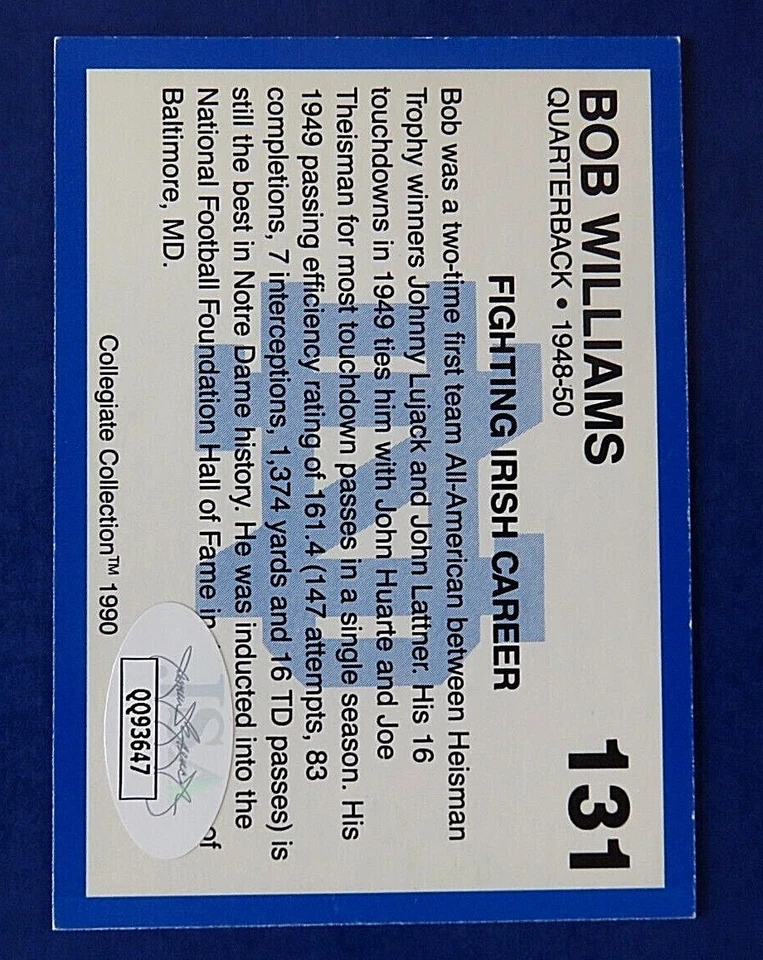 BOB WILLIAMS
131
QUARTERBACK • 1948-50
FIGHTING IRISH CAREER
Bob was a two-time first team All-American between Heisman
Trophy winners Johnny Lujack and John Lattner. His 16
touchdowns in 1949 ties him with John Huarte and Joe
Theisman for most touchdown passes in a single season. His
1949 passing efficiency rating of 161.4 (147 attempts, 83
completions, 7 interceptions, 1,374 yards and 16 TD passes) is
still the best in Notre Dame history. He was inducted into the
National Football Foundation Hall of Fame in of
Baltimore, MD.
Collegiate Collection™ 1990
JSA
QQ93647